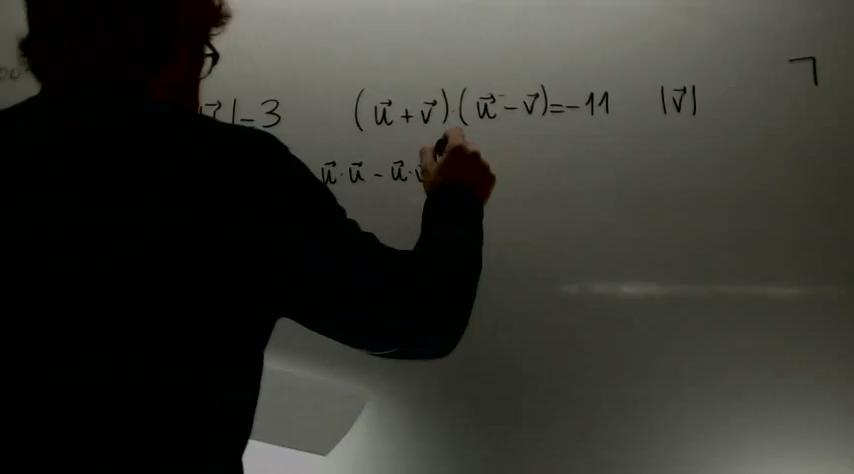 | - 3 (u⃗ + v⃗)(u⃗ - v⃗) = -11 |v⃗|
u⃗·u⃗ - u⃗·v